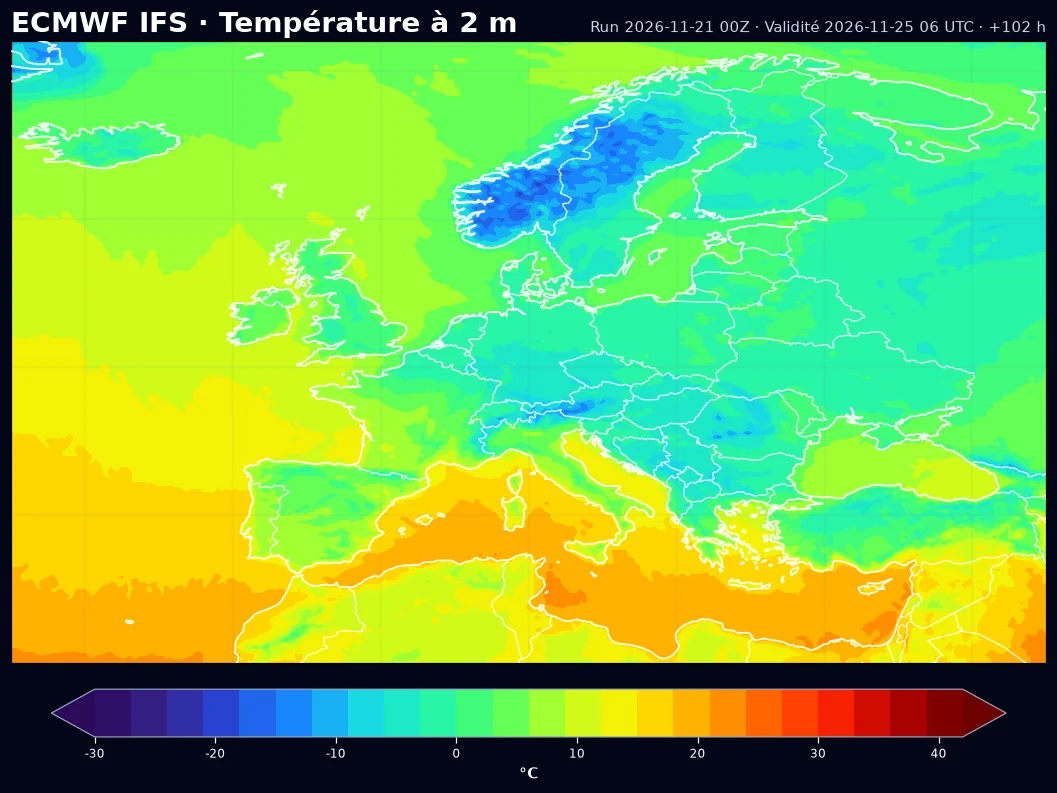 ECMWF IFS · Température à 2 m
Run 2026-11-21 00Z · Validité 2026-11-25 06 UTC · +102 h
-30 -20 -10 0 10 20 30 40
°C